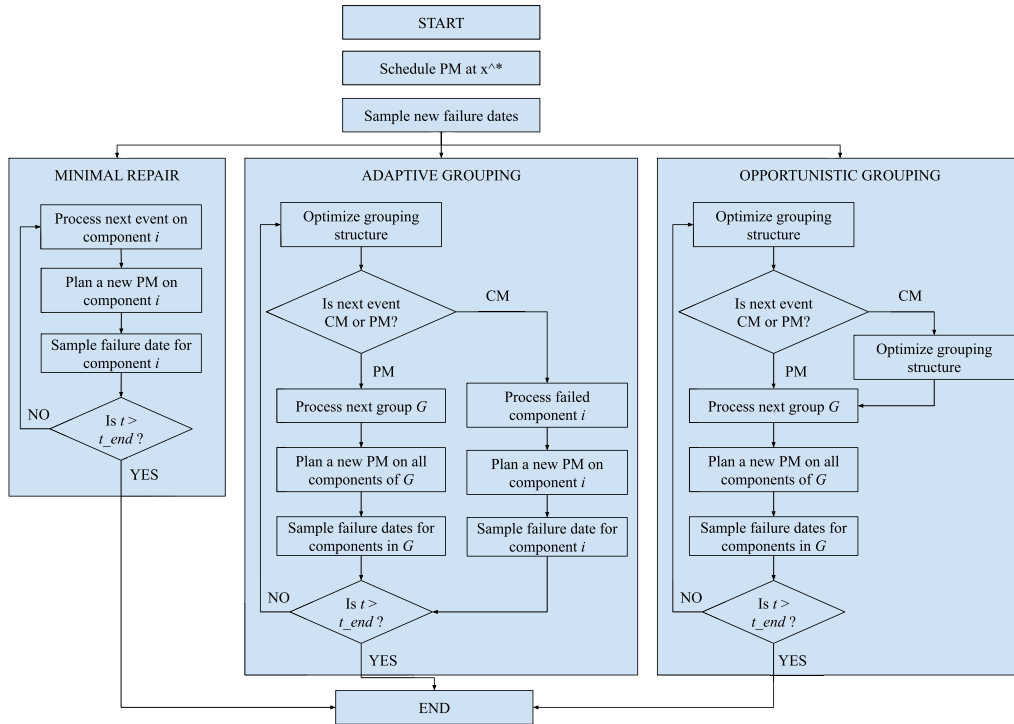 START
Schedule PM at x^*
Sample new failure dates
MINIMAL REPAIR
Process next event on
component i
Plan a new PM on
component i
Sample failure date for
component i
NO
Is t >
t_end ?
YES
ADAPTIVE GROUPING
Optimize grouping
structure
Is next event
CM or PM?
CM
PM
Process next group G
Process failed
component i
Plan a new PM on all
components of G
Plan a new PM on
component i
Sample failure dates for
components in G
Sample failure date for
component i
NO
Is t >
t_end ?
YES
OPPORTUNISTIC GROUPING
Optimize grouping
structure
Is next event
CM or PM?
CM
Optimize grouping
structure
PM
Process next group G
Plan a new PM on all
components of G
Sample failure dates for
components in G
NO
Is t >
t_end ?
YES
END